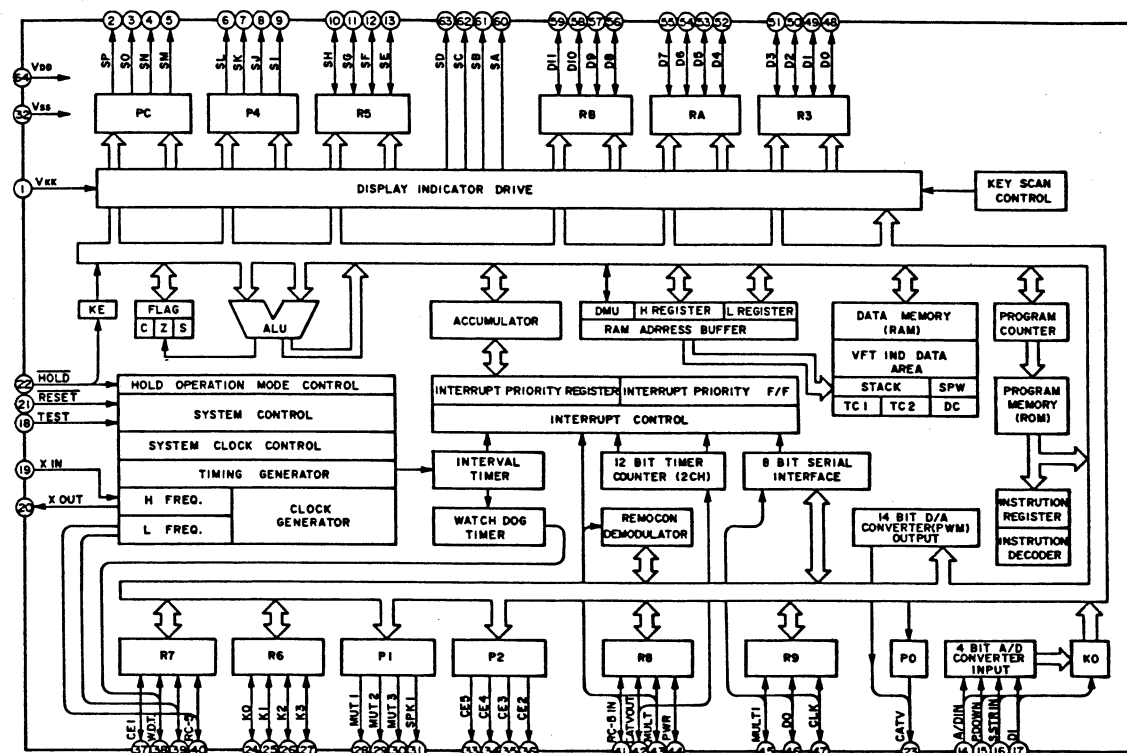 2 3 4 5 6 7 8 9 10 11 12 13 63 62 61 60 59 58 57 56 55 54 53 52 51 50 49 48
SP SO SN SM SL SK SJ SI SH SG SF SE SD SC SB SA D11 D10 D9 D8 D7 D6 D5 D4 D3 D2 D1 D0
64 VDD
32 VSS
PC P4 R5 RB RA R3
1 VKK
DISPLAY INDICATOR DRIVE
KEY SCAN
CONTROL
KE
FLAG
C Z S
ALU
ACCUMULATOR
DMU H REGISTER L REGISTER
RAM ADRRESS BUFFER
DATA MEMORY
(RAM)
VFT IND DATA
AREA
STACK SPW
TC1 TC2 DC
PROGRAM
COUNTER
PROGRAM
MEMORY
(ROM)
INSTRUTION
REGISTER
INSTRUTION
DECODER
22 HOLD
21 RESET
18 TEST
19 X IN
20 X OUT
HOLD OPERATION MODE CONTROL
SYSTEM CONTROL
SYSTEM CLOCK CONTROL
TIMING GENERATOR
H FREQ.
L FREQ.
CLOCK
GENERATOR
INTERRUPT PRIORITY REGISTER INTERRUPT PRIORITY F/F
INTERRUPT CONTROL
INTERVAL
TIMER
WATCH DOG
TIMER
12 BIT TIMER
COUNTER (2CH)
8 BIT SERIAL
INTERFACE
REMOCON
DEMODULATOR
14 BIT D/A
CONVERTER(PWM)
OUTPUT
R7 R6 P1 P2 R8 R9 P0
4 BIT A/D
CONVERTER
INPUT
K0
CE1 WDT. RC-5 K0 K1 K2 K3 MUT1 MUT2 MUT3 SPK1 CE5 CE4 CE3 CE2 RC-5 IN CATVOUT MULT PWR MULTI DO CLK CATV A/DIN PDOWN SSTRIN DI
37 38 39 40 24 25 26 27 28 29 30 31 33 34 35 36 41 42 43 44 45 46 47 23 14 15 16 17